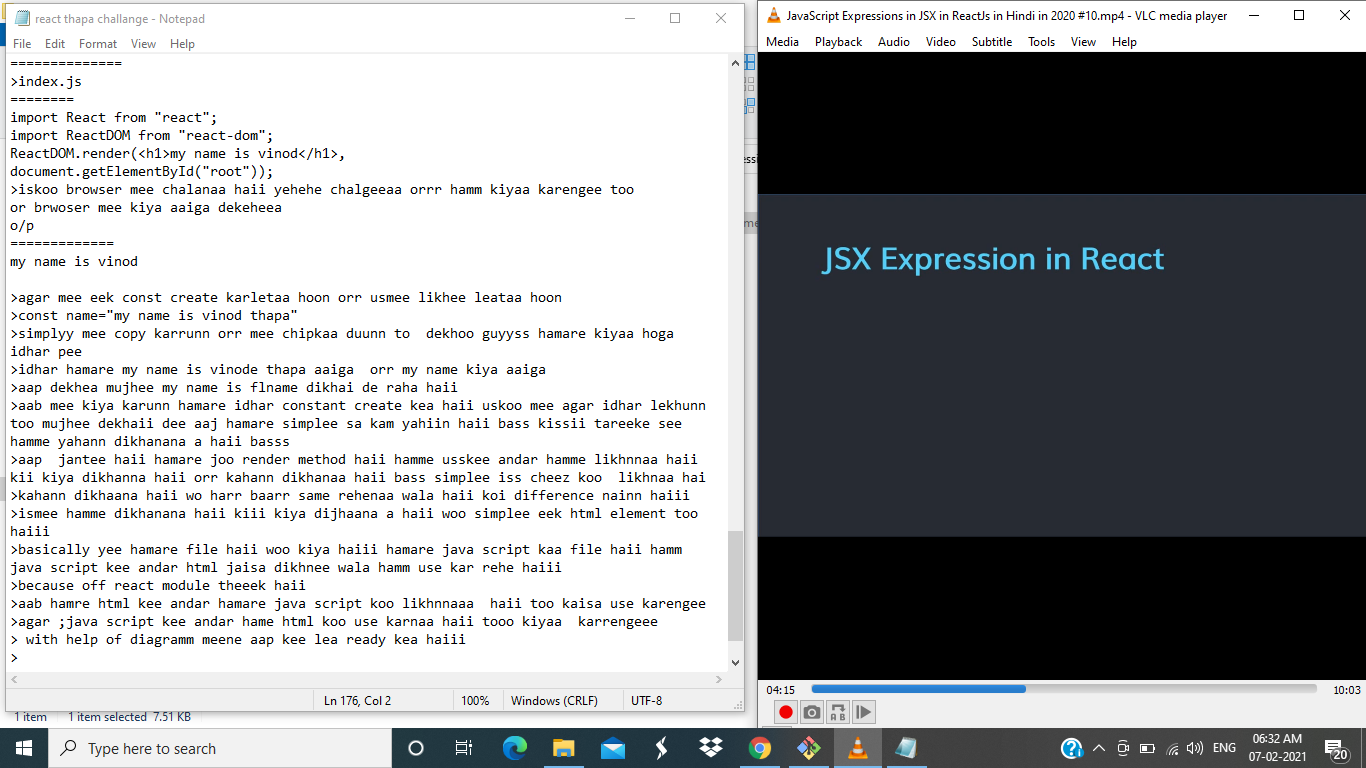 react thapa challange - Notepad
File Edit Format View Help
==============
>index.js
========
import React from "react";
import ReactDOM from "react-dom";
ReactDOM.render(<h1>my name is vinod</h1>,
document.getElementById("root"));
>iskoo browser mee chalanaa haii yehehe chalgeeaa orrr hamm kiyaa karengee too
or brwoser mee kiya aaiga dekeheea
o/p
=============
my name is vinod
>agar mee eek const create karletaa hoon orr usmee likhee leataa hoon
>const name="my name is vinod thapa"
>simplyy mee copy karrunn orr mee chipkaa duunn to  dekhoo guyyss hamare kiyaa hoga
idhar pee
>idhar hamare my name is vinode thapa aaiga  orr my name kiya aaiga
>aap dekhea mujhee my name is flname dikhai de raha haii
>aab mee kiya karunn hamare idhar constant create kea haii uskoo mee agar idhar lekhunn
too mujhee dekhaii dee aaj hamare simplee sa kam yahiin haii bass kissii tareeke see
hamme yahann dikhanana a haii basss
>aap  jantee haii hamare joo render method haii hamme usskee andar hamme likhnnaa haii
kii kiya dikhanna haii orr kahann dikhanaa haii bass simplee iss cheez koo  likhnaa hai
>kahann dikhaana haii wo harr baarr same rehenaa wala haii koi difference nainn haiii
>ismee hamme dikhanana haii kiii kiya dijhaana a haii woo simplee eek html element too
haiii
>basically yee hamare file haii woo kiya haiii hamare java script kaa file haii hamm
java script kee andar html jaisa dikhnee wala hamm use kar rehe haiii
>because off react module theeek haii
>aab hamre html kee andar hamare java script koo likhnnaaa  haii too kaisa use karengee
>agar ;java script kee andar hame html koo use karnaa haii tooo kiyaa  karrengeee
> with help of diagramm meene aap kee lea ready kea haiii
>
Ln 176, Col 2 100% Windows (CRLF) UTF-8
1 item 1 item selected 7.51 KB
JavaScript Expressions in JSX in ReactJs in Hindi in 2020 #10.mp4 - VLC media player
Media Playback Audio Video Subtitle Tools View Help
JSX Expression in React
04:15 10:03
A B
Type here to search
ENG
06:32 AM
07-02-2021
20